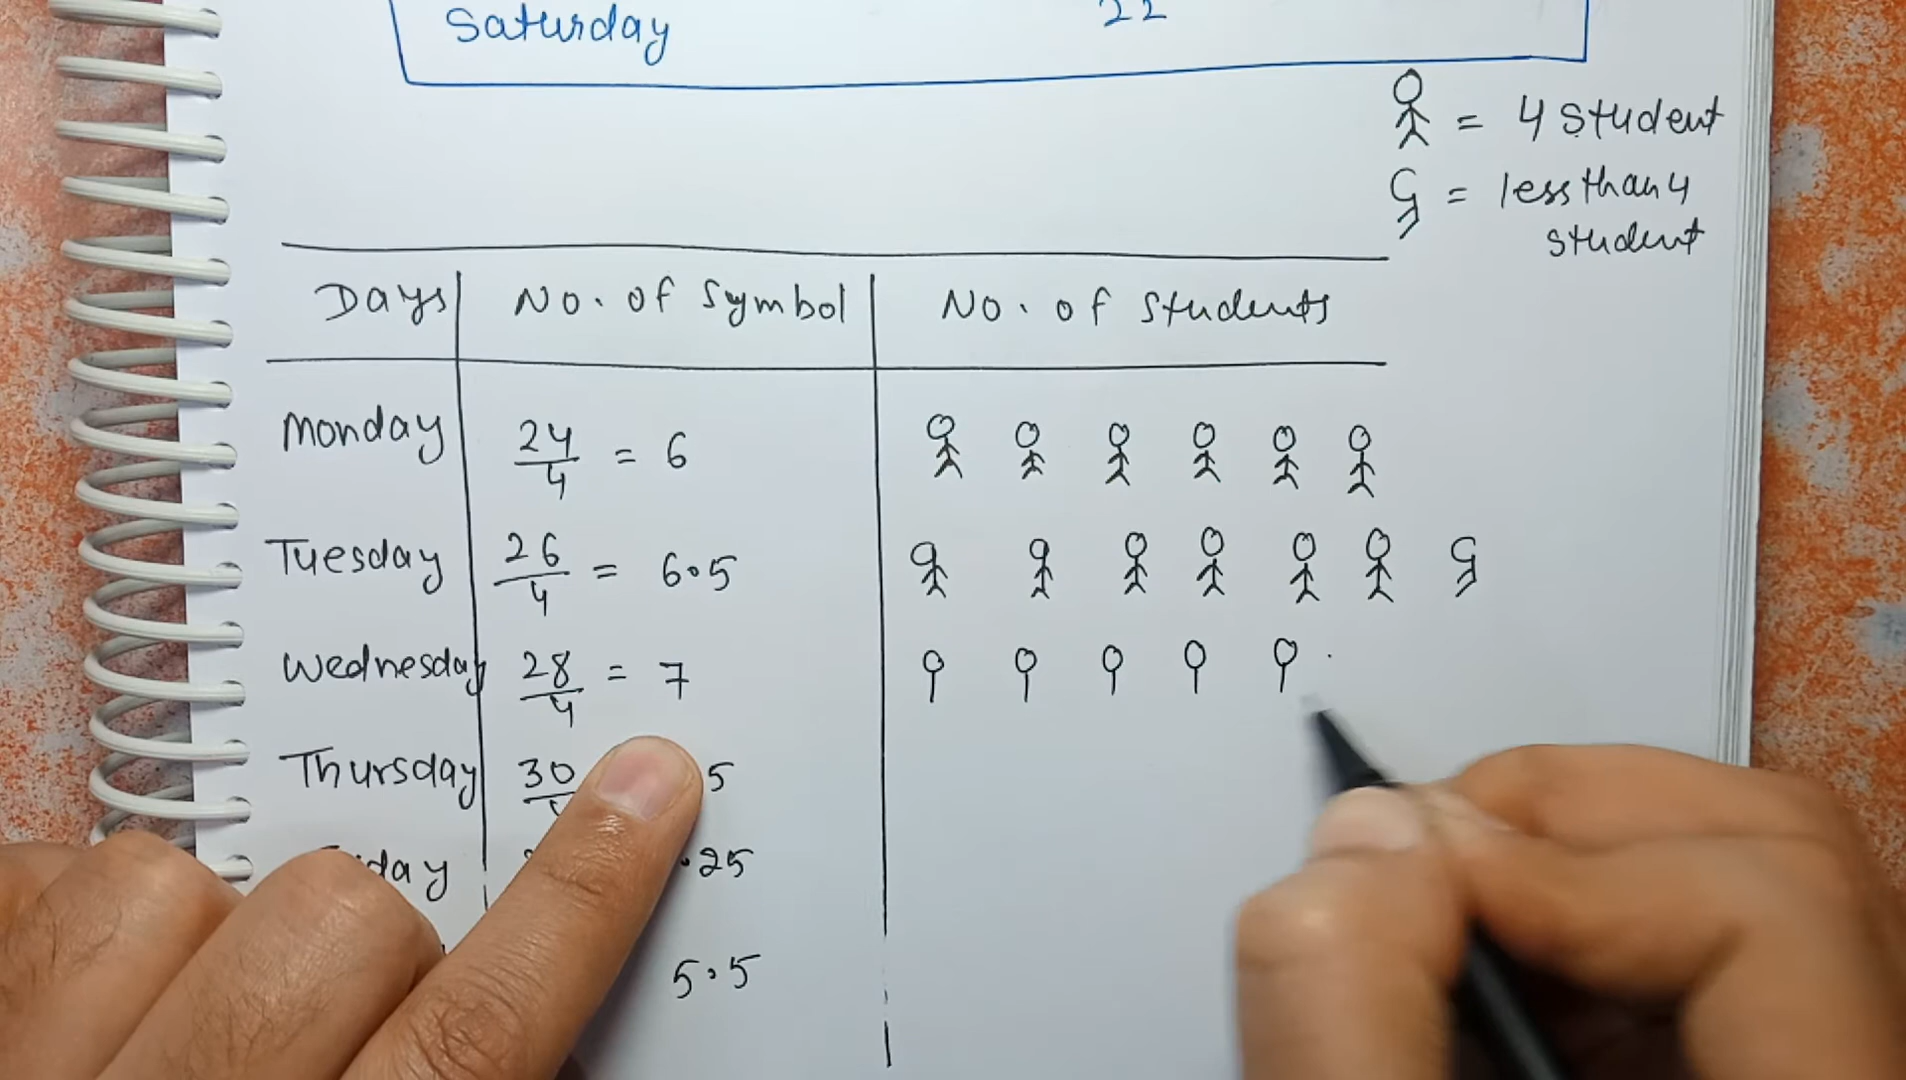 Saturday 22
= 4 student
= less than 4
student
Days No. of symbol No. of students
Monday 24/4 = 6
Tuesday 26/4 = 6.5
Wednesday 28/4 = 7
Thursday 30 5
day .25
5.5